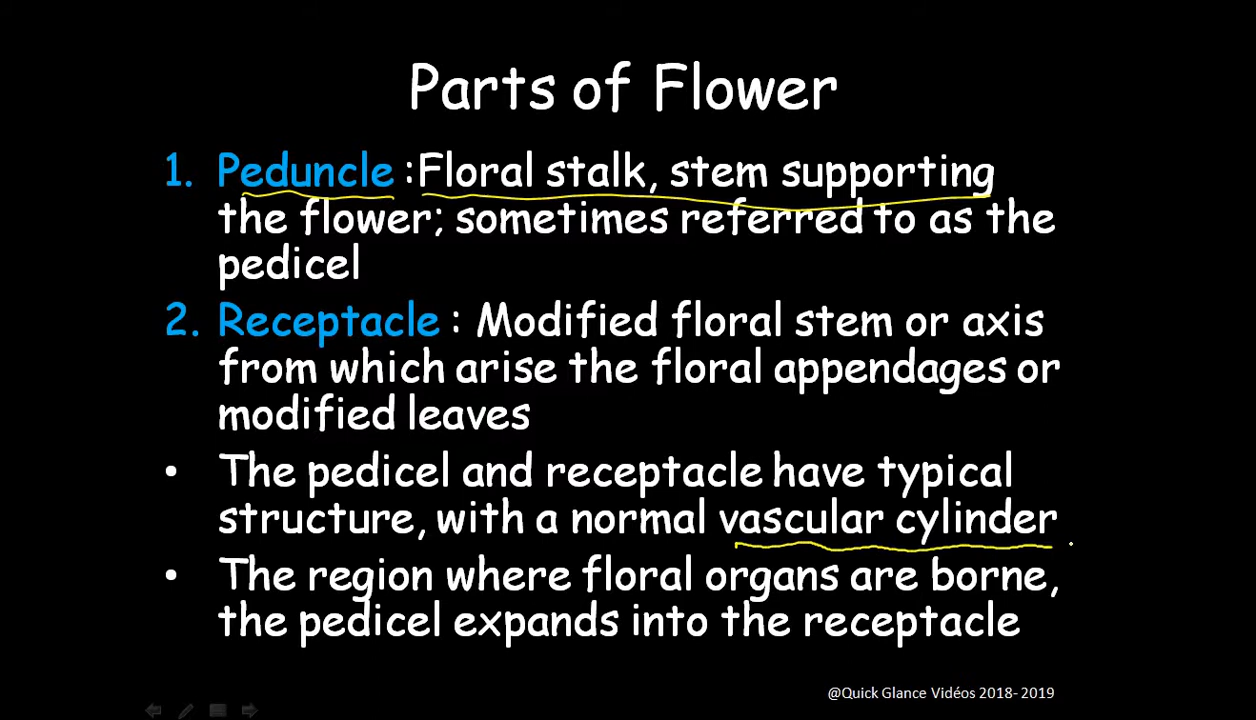 Parts of Flower
1. Peduncle : Floral stalk, stem supporting
the flower; sometimes referred to as the
pedicel
2. Receptacle : Modified floral stem or axis
from which arise the floral appendages or
modified leaves
• The pedicel and receptacle have typical
structure, with a normal vascular cylinder
• The region where floral organs are borne,
the pedicel expands into the receptacle
@Quick Glance Vidéos 2018- 2019